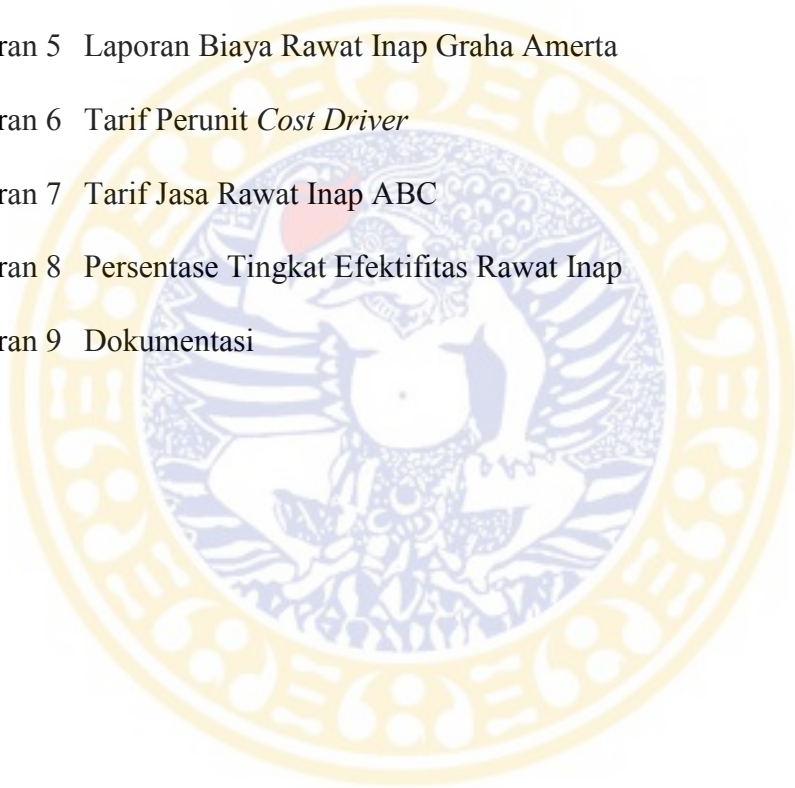 ran 5 Laporan Biaya Rawat Inap Graha Amerta
ran 6 Tarif Perunit Cost Driver
ran 7 Tarif Jasa Rawat Inap ABC
ran 8 Persentase Tingkat Efektifitas Rawat Inap
ran 9 Dokumentasi